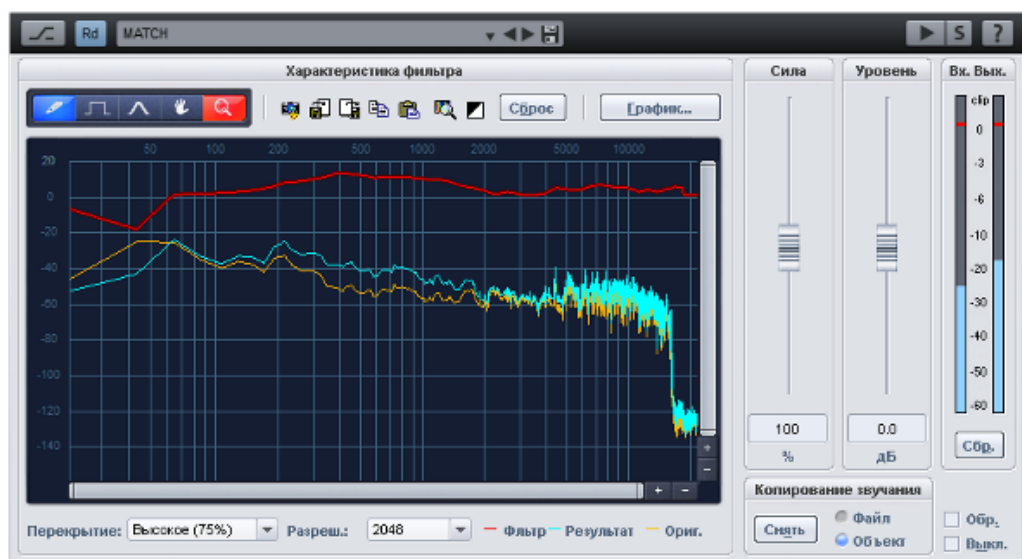 Rd MATCH S ?
Характеристика фильтра
Сила
Уровень
Вх. Вых.
Сброс
График...
clip
50 100 200 500 1000 2000 5000 10000
20
0
-20
-40
-60
-80
-100
-120
-140
0
-3
-6
-10
-20
-30
-40
-50
-60
100
%
0.0
дБ
Сбр.
Перекрытие: Высокое (75%) Разреш.: 2048 Фльтр Результат Ориг.
Копирование звучания
Снять
Файл
Объект
Обр.
Выкл.